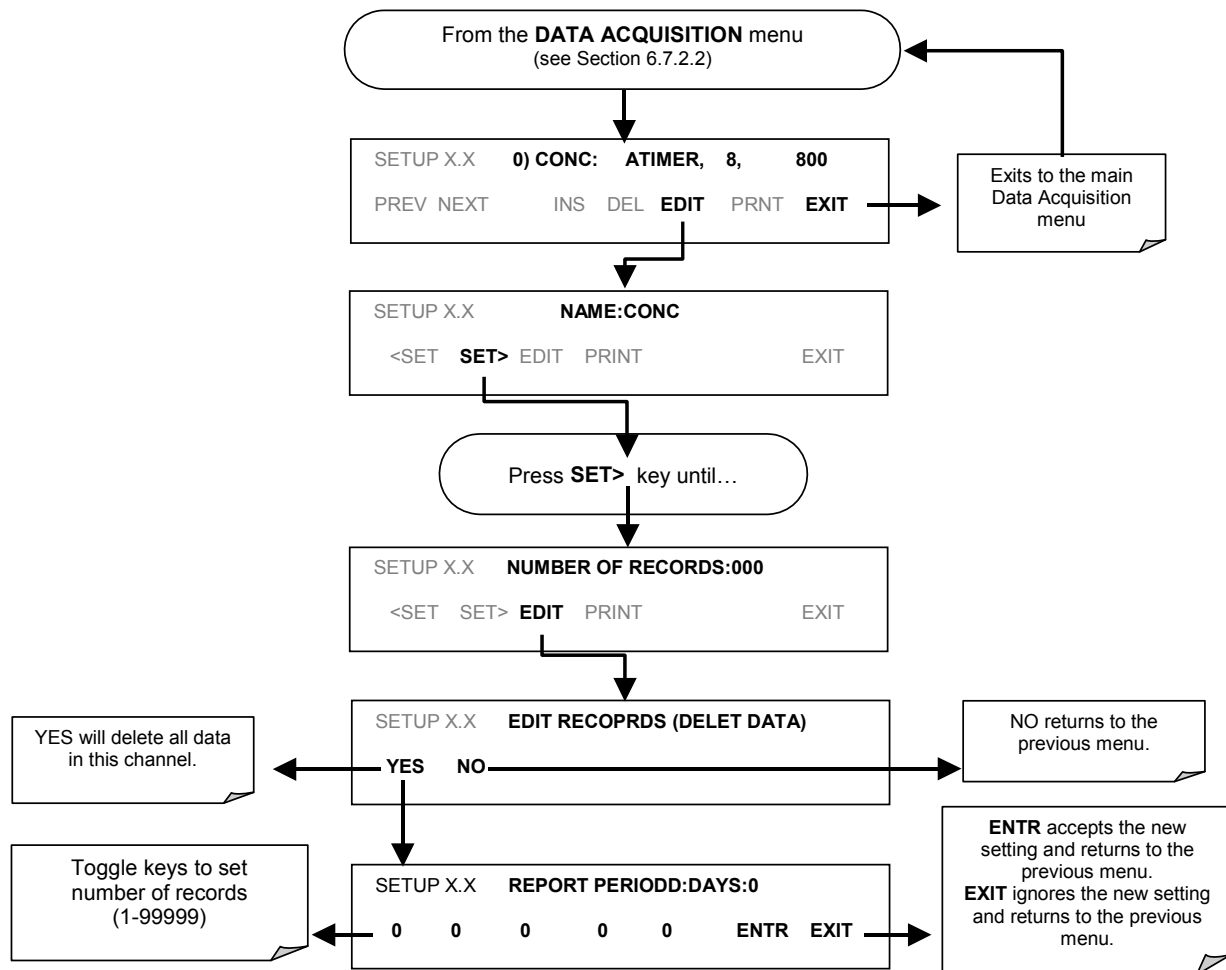 From the DATA ACQUISITION menu
(see Section 6.7.2.2)
SETUP X.X 0) CONC: ATIMER, 8, 800
PREV NEXT INS DEL EDIT PRNT EXIT
Exits to the main
Data Acquisition
menu
SETUP X.X NAME:CONC
<SET SET> EDIT PRINT EXIT
Press SET> key until…
SETUP X.X NUMBER OF RECORDS:000
<SET SET> EDIT PRINT EXIT
YES will delete all data
in this channel.
SETUP X.X EDIT RECOPRDS (DELET DATA)
YES NO
NO returns to the
previous menu.
Toggle keys to set
number of records
(1-99999)
SETUP X.X REPORT PERIODD:DAYS:0
0 0 0 0 0 ENTR EXIT
ENTR accepts the new
setting and returns to the
previous menu.
EXIT ignores the new setting
and returns to the previous
menu.